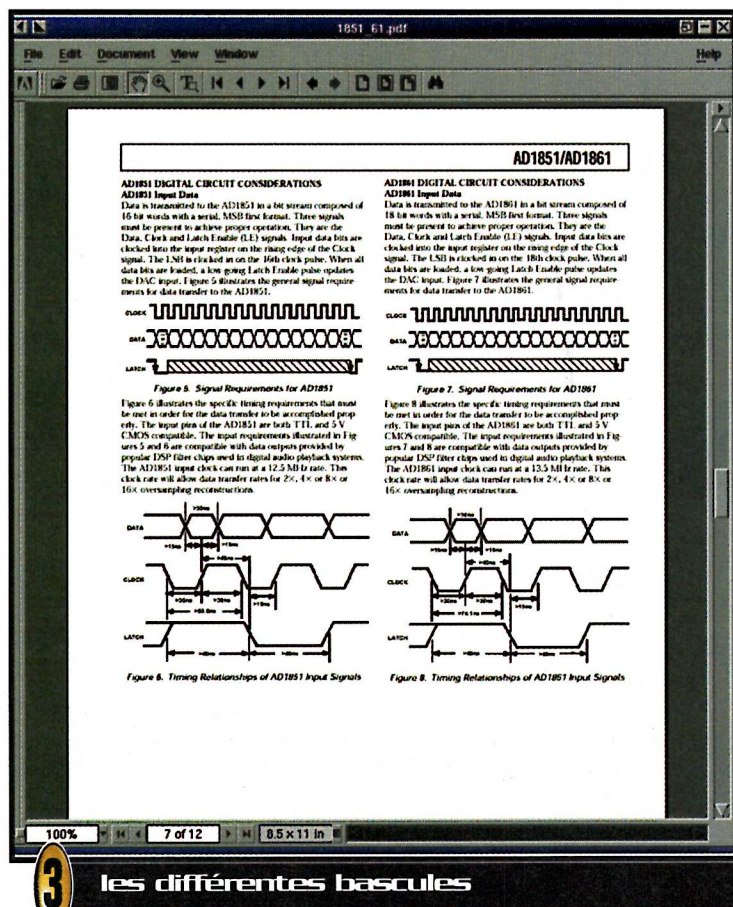 1851_61.pdf
File Edit Document View Window Help
AD1851/AD1861
AD1851 DIGITAL CIRCUIT CONSIDERATIONS
AD1851 Input Data
Data is transmitted to the AD1851 in a bit stream composed of
16-bit words with a serial, MSB first format. Three signals
must be present to achieve proper operation. They are the
Data, Clock and Latch Enable (LE) signals. Input data bits are
clocked into the input register on the rising edge of the Clock
signal. The LSB is clocked in on the 16th clock pulse. When all
data bits are loaded, a low-going Latch Enable pulse updates
the DAC input. Figure 5 illustrates the general signal require-
ments for data transfer to the AD1851.
CLOCK
DATA
LATCH
Figure 5. Signal Requirements for AD1851
Figure 6 illustrates the specific timing requirements that must
be met in order for the data transfer to be accomplished prop-
erly. The input pins of the AD1851 are both TTL and 5 V
CMOS compatible. The input requirements illustrated in Fig-
ures 5 and 6 are compatible with data outputs provided by
popular DSP filter chips used in digital audio playback systems.
The AD1851 input clock can run at a 12.5 MHz rate. This
clock rate will allow data transfer rates for 2×, 4× or 8× or
16× oversampling reconstructions.
DATA
>15ns >15ns
>40ns
CLOCK
>30ns >30ns
>15ns
LATCH
>40ns >40ns
Figure 6. Timing Relationships of AD1851 Input Signals
AD1861 DIGITAL CIRCUIT CONSIDERATIONS
AD1861 Input Data
Data is transmitted to the AD1861 in a bit stream composed of
18-bit words with a serial, MSB first format. Three signals
must be present to achieve proper operation. They are the
Data, Clock and Latch Enable (LE) signals. Input data bits are
clocked into the input register on the rising edge of the Clock
signal. The LSB is clocked in on the 18th clock pulse. When all
data bits are loaded, a low-going Latch Enable pulse updates
the DAC input. Figure 7 illustrates the general signal require-
ments for data transfer to the AD1861.
CLOCK
DATA
LATCH
Figure 7. Signal Requirements for AD1861
Figure 8 illustrates the specific timing requirements that must
be met in order for the data transfer to be accomplished prop-
erly. The input pins of the AD1861 are both TTL and 5 V
CMOS compatible. The input requirements illustrated in Fig-
ures 7 and 8 are compatible with data outputs provided by
popular DSP filter chips used in digital audio playback systems.
The AD1861 input clock can run at a 13.5 MHz rate. This
clock rate will allow data transfer rates for 2×, 4× or 8× or
16× oversampling reconstructions.
DATA
>15ns >15ns
>40ns
CLOCK
>30ns >30ns
>15ns
>74.1ns
LATCH
>40ns >40ns
Figure 8. Timing Relationships of AD1861 Input Signals
100% 7 of 12 8.5 x 11 in
3 les différentes bascules